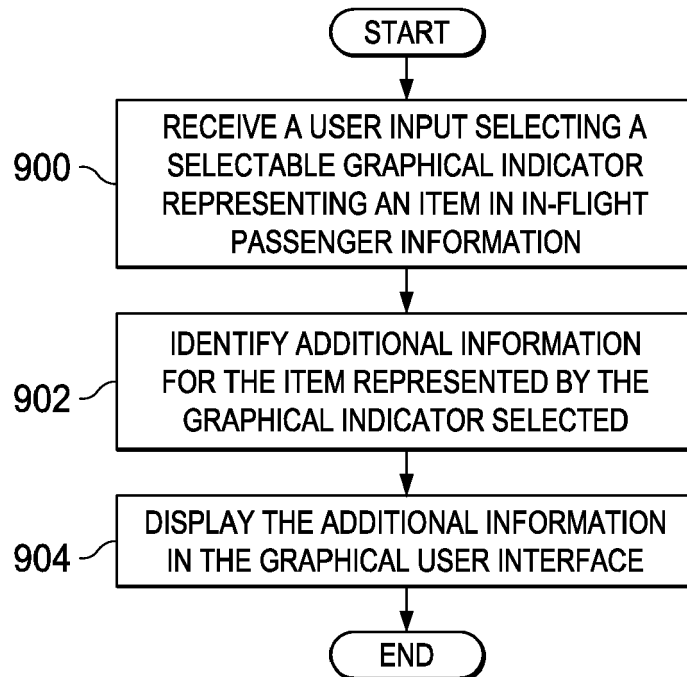 START
900
RECEIVE A USER INPUT SELECTING A
SELECTABLE GRAPHICAL INDICATOR
REPRESENTING AN ITEM IN IN-FLIGHT
PASSENGER INFORMATION
902
IDENTIFY ADDITIONAL INFORMATION
FOR THE ITEM REPRESENTED BY THE
GRAPHICAL INDICATOR SELECTED
904
DISPLAY THE ADDITIONAL INFORMATION
IN THE GRAPHICAL USER INTERFACE
END